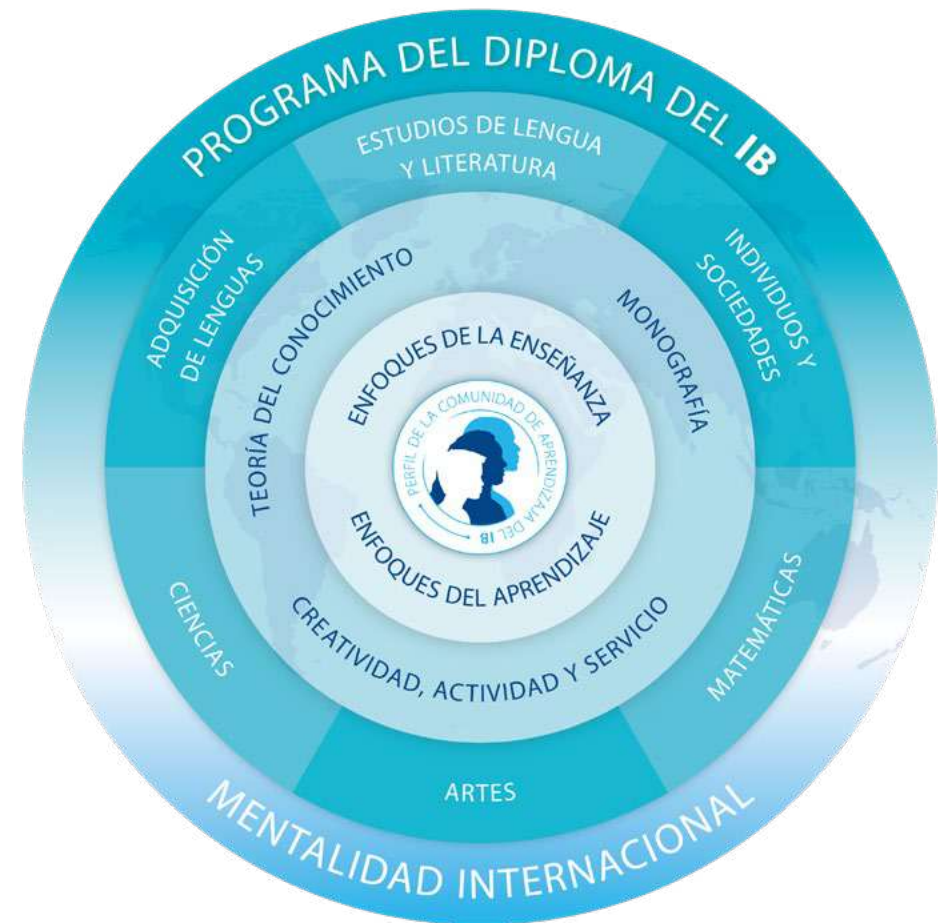 PROGRAMA DEL DIPLOMA DEL IB
ESTUDIOS DE LENGUA
Y LITERATURA
ADQUISICIÓN
DE LENGUAS
INDIVIDUOS Y
SOCIEDADES
TEORÍA DEL CONOCIMIENTO
MONOGRAFÍA
ENFOQUES DE LA ENSEÑANZA
PERFIL DE LA COMUNIDAD DE APRENDIZAJA DEL IB
ENFOQUES DEL APRENDIZAJE
CREATIVIDAD, ACTIVIDAD Y SERVICIO
CIENCIAS
MATEMÁTICAS
ARTES
MENTALIDAD INTERNACIONAL